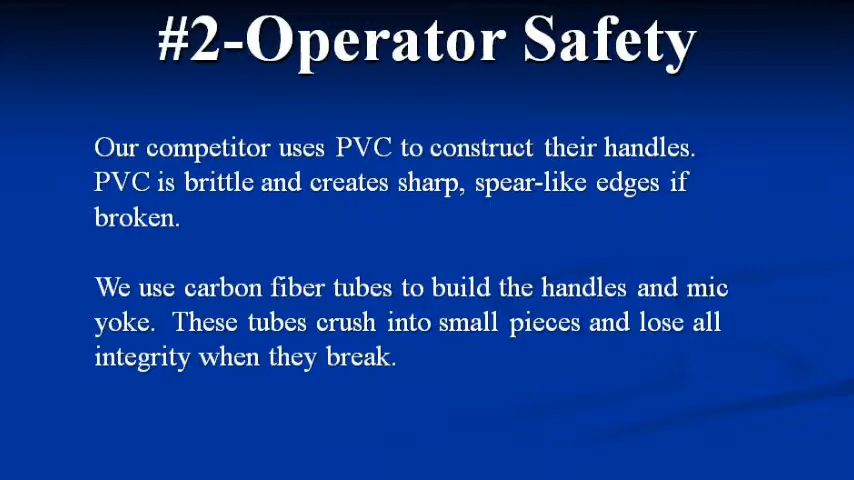 #2-Operator Safety
Our competitor uses PVC to construct their handles.
PVC is brittle and creates sharp, spear-like edges if
broken.
We use carbon fiber tubes to build the handles and mic
yoke.  These tubes crush into small pieces and lose all
integrity when they break.